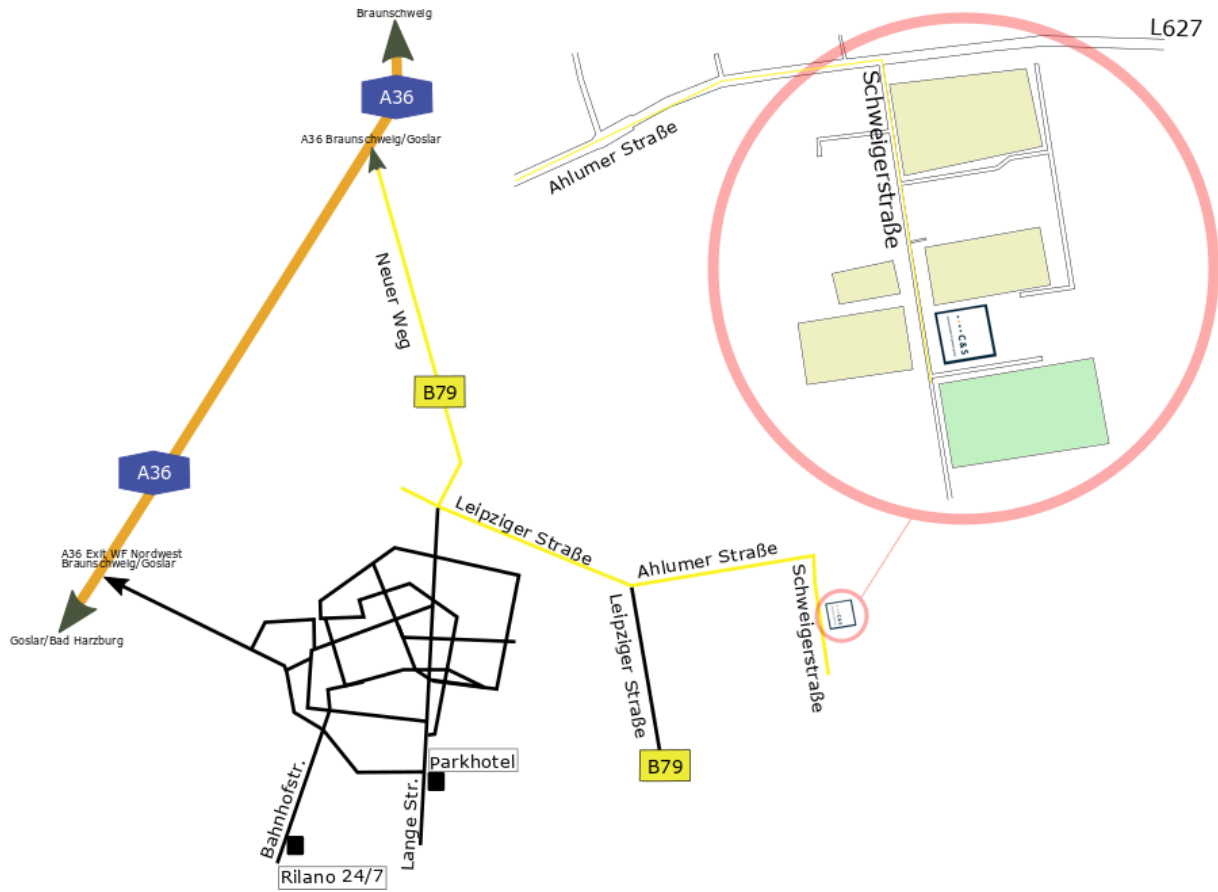 Braunschweig
A36
A36 Braunschweig/Goslar
L627
Schweigerstraße
Ahlumer Straße
C&S
Neuer Weg
B79
A36
A36 Exit WF Nordwest
Braunschweig/Goslar
Goslar/Bad Harzburg
Leipziger Straße
Ahlumer Straße
Schweigerstraße
C&S
Leipziger Straße
B79
Parkhotel
Lange Str.
Bahnhofstr.
Rilano 24/7